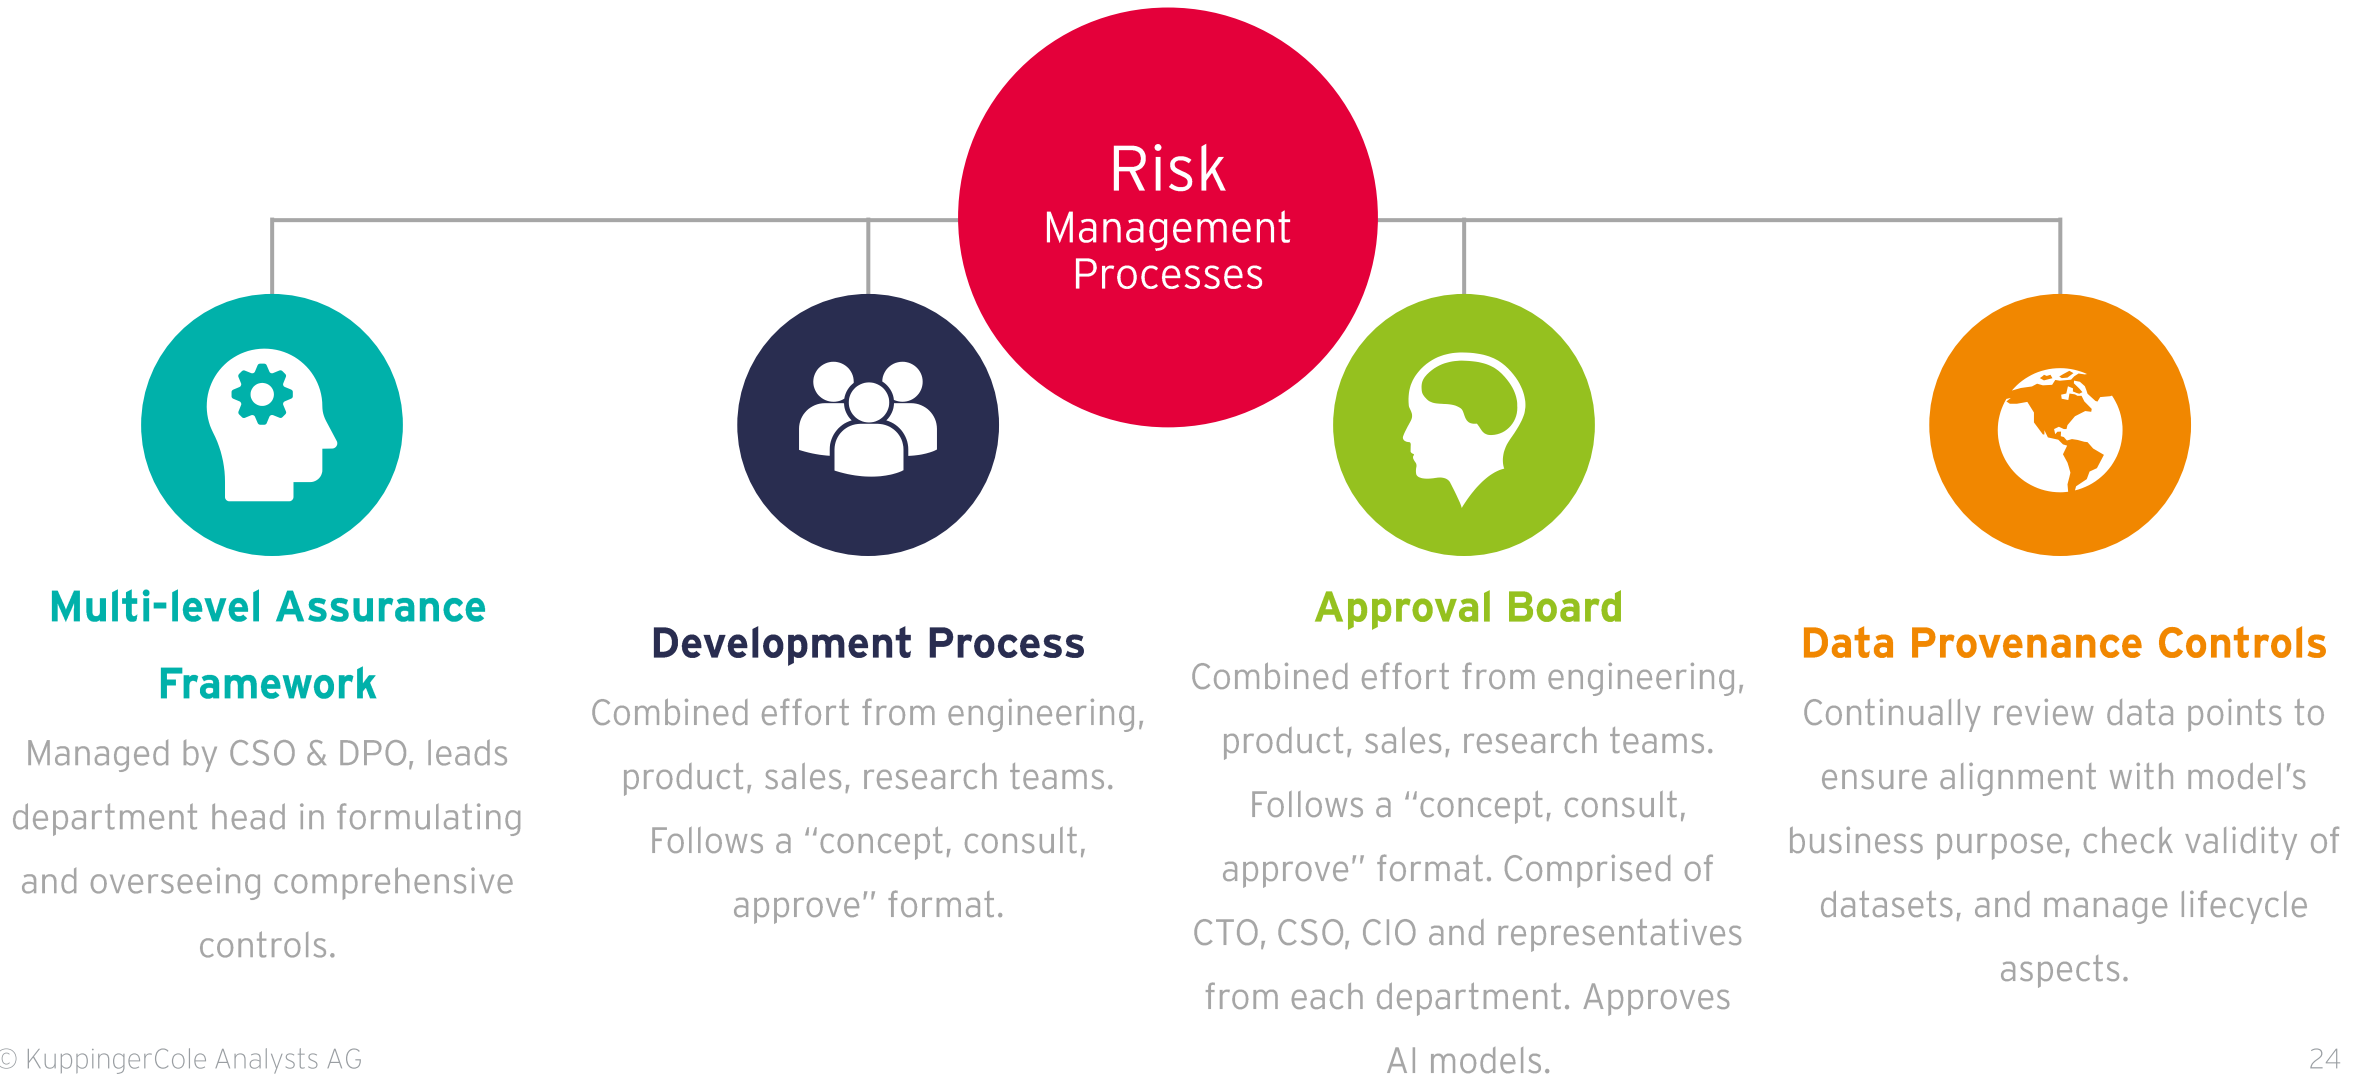 Risk
Management
Processes
Multi-level Assurance
Framework
Managed by CSO & DPO, leads
department head in formulating
and overseeing comprehensive
controls.
Development Process
Combined effort from engineering,
product, sales, research teams.
Follows a “concept, consult,
approve” format.
Approval Board
Combined effort from engineering,
product, sales, research teams.
Follows a “concept, consult,
approve” format. Comprised of
CTO, CSO, CIO and representatives
from each department. Approves
AI models.
Data Provenance Controls
Continually review data points to
ensure alignment with model’s
business purpose, check validity of
datasets, and manage lifecycle
aspects.
© KuppingerCole Analysts AG
24